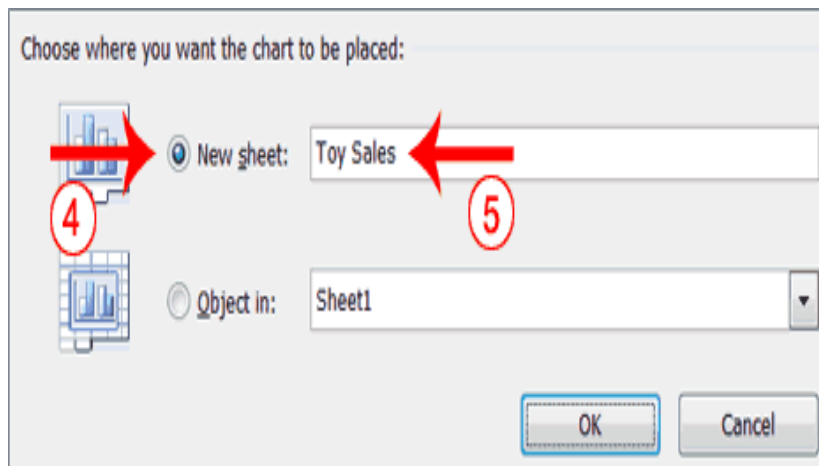 Choose where you want the chart to be placed:
New sheet: Toy Sales
4
5
Object in: Sheet1
OK Cancel